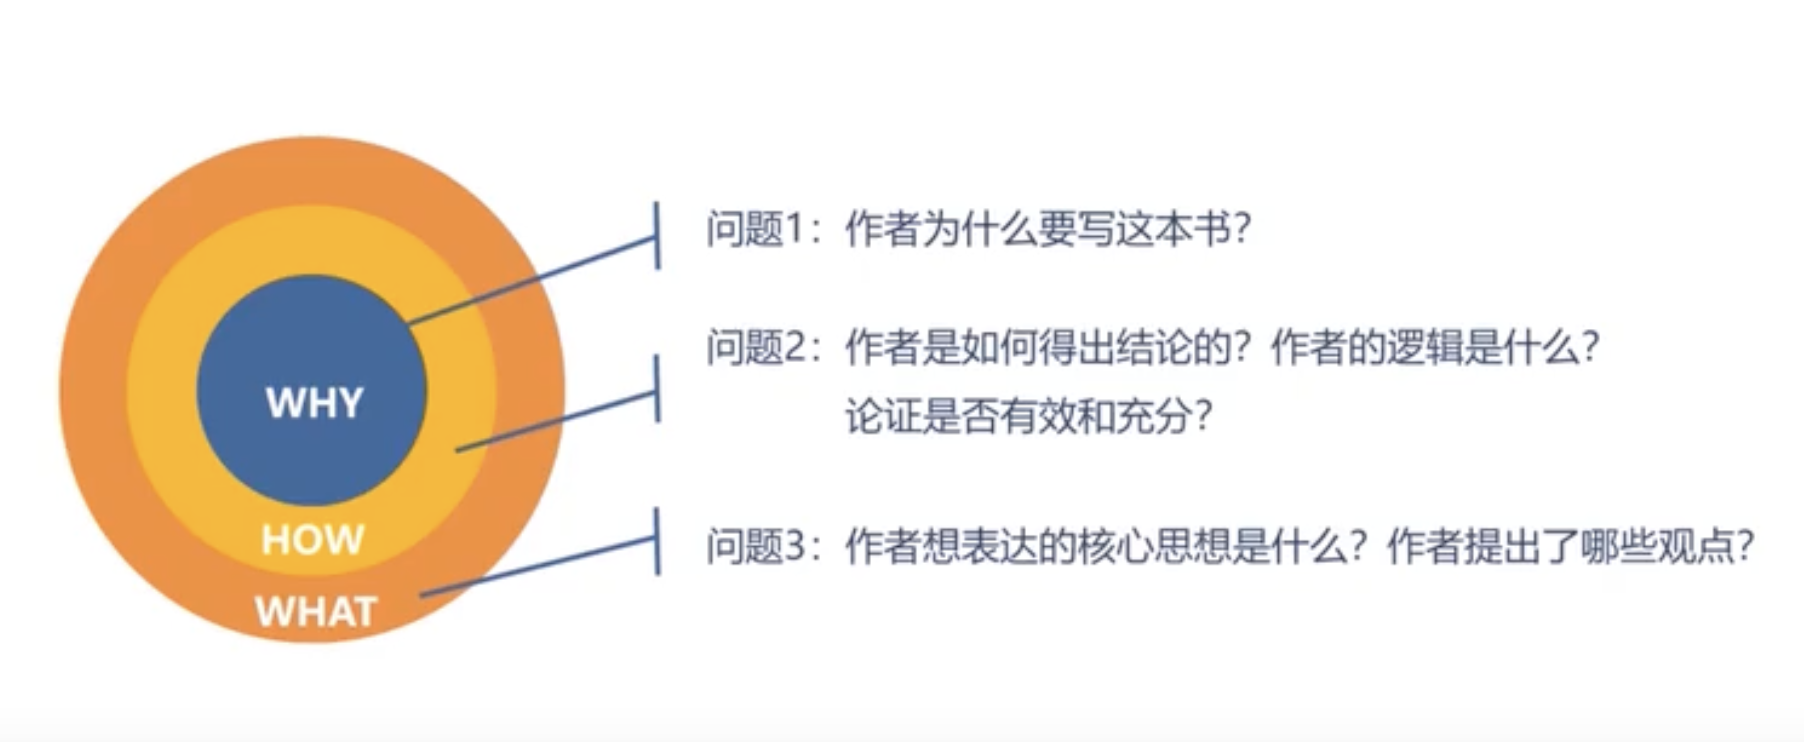 WHY
HOW
WHAT
问题1：作者为什么要写这本书？
问题2：作者是如何得出结论的？作者的逻辑是什么？
论证是否有效和充分？
问题3：作者想表达的核心思想是什么？作者提出了哪些观点？